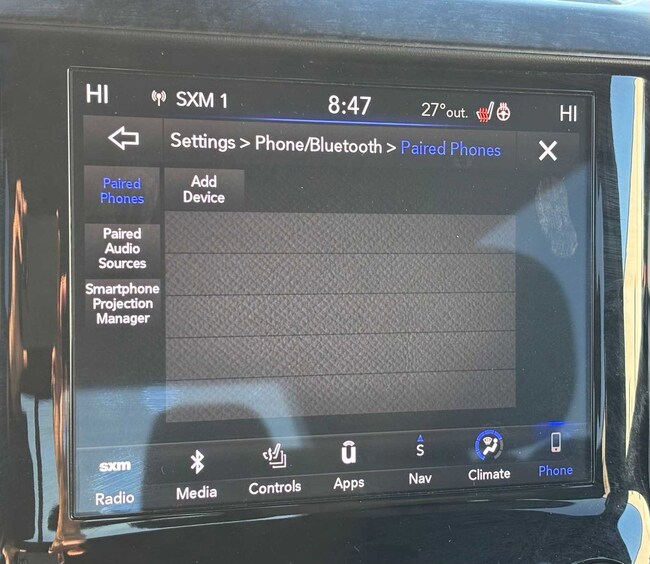 HI SXM 1 8:47 27° out. HI
Settings > Phone/Bluetooth > Paired Phones
Paired
Phones
Add
Device
Paired
Audio
Sources
Smartphone
Projection
Manager
sxm
S
Radio Media Controls Apps Nav Climate Phone